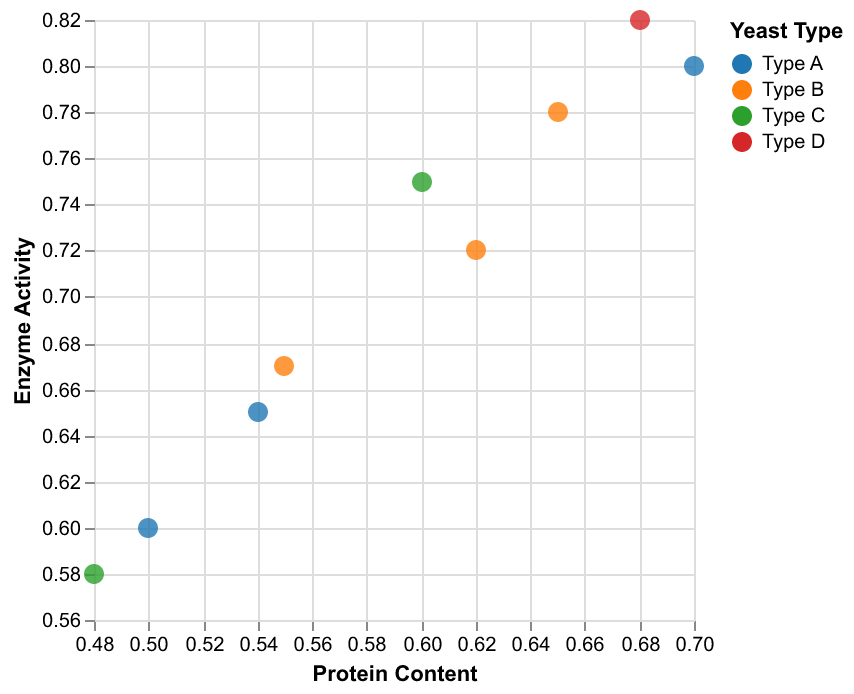 0.82
0.80
0.78
0.76
0.74
0.72
0.70
0.68
0.66
0.64
0.62
0.60
0.58
0.56
Enzyme Activity
0.48 0.50 0.52 0.54 0.56 0.58 0.60 0.62 0.64 0.66 0.68 0.70
Protein Content
Yeast Type
Type A
Type B
Type C
Type D